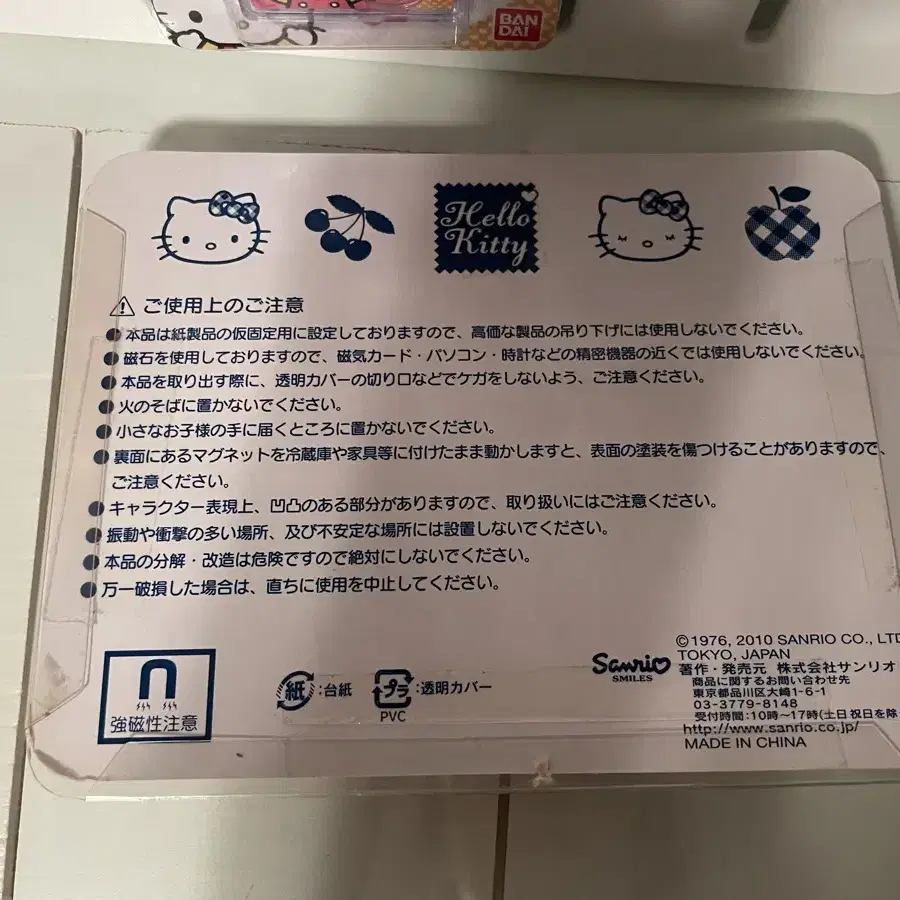 BAN
DAI
Hello
Kitty
ご使用上のご注意
●本品は紙製品の仮固定用に設定しておりますので、高価な製品の吊り下げには使用しないでください。
●磁石を使用しておりますので、磁気カード・パソコン・時計などの精密機器の近くでは使用しないでください。
●本品を取り出す際に、透明カバーの切り口などでケガをしないよう、ご注意ください。
●火のそばに置かないでください。
●小さなお子様の手に届くところに置かないでください。
●裏面にあるマグネットを冷蔵庫や家具等に付けたまま動かしますと、表面の塗装を傷つけることがありますので、
ご注意ください。
●キャラクター表現上、凹凸のある部分がありますので、取り扱いにはご注意ください。
●振動や衝撃の多い場所、及び不安定な場所には設置しないでください。
●本品の分解・改造は危険ですので絶対にしないでください。
●万一破損した場合は、直ちに使用を中止してください。
強磁性注意
紙:台紙
プラ:透明カバー
PVC
Sanrio
SMILES
©1976, 2010 SANRIO CO., LTD
TOKYO, JAPAN
著作・発売元 株式会社サンリオ
商品に関するお問い合わせ先
東京都品川区大崎1-6-1
03-3779-8148
受付時間:10時〜17時(土日祝日を除
http://www.sanrio.co.jp/
MADE IN CHINA